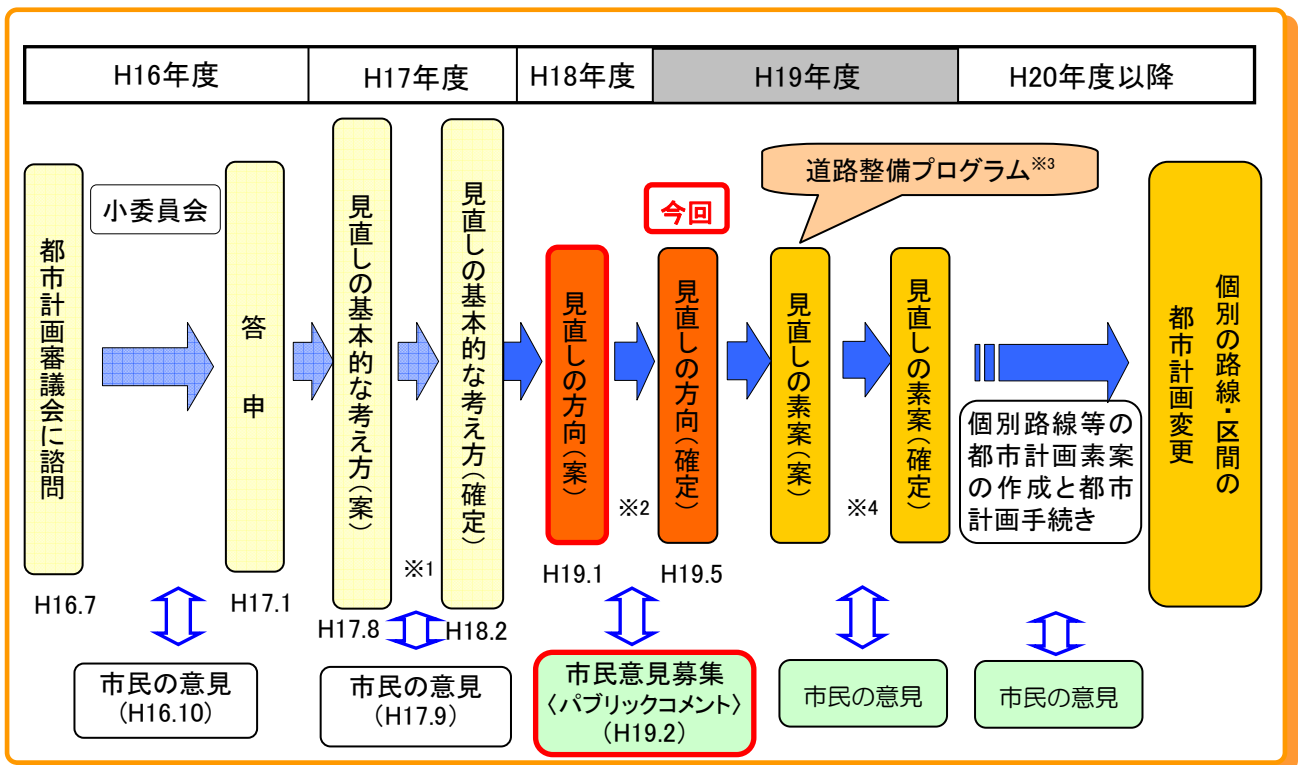 H16年度
H17年度
H18年度
H19年度
H20年度以降
都市計画審議会に諮問
小委員会
答申
見直しの基本的な考え方(案)
※1
見直しの基本的な考え方(確定)
見直しの方向(案)
※2
今回
見直しの方向(確定)
道路整備プログラム※3
見直しの素案(案)
※4
見直しの素案(確定)
個別路線等の
都市計画素案
の作成と都市
計画手続き
個別の路線・区間の
都市計画変更
H16.7
H17.1
H17.8
H18.2
H19.1
H19.5
市民の意見
(H16.10)
市民の意見
(H17.9)
市民意見募集
〈パブリックコメント〉
(H19.2)
市民の意見
市民の意見